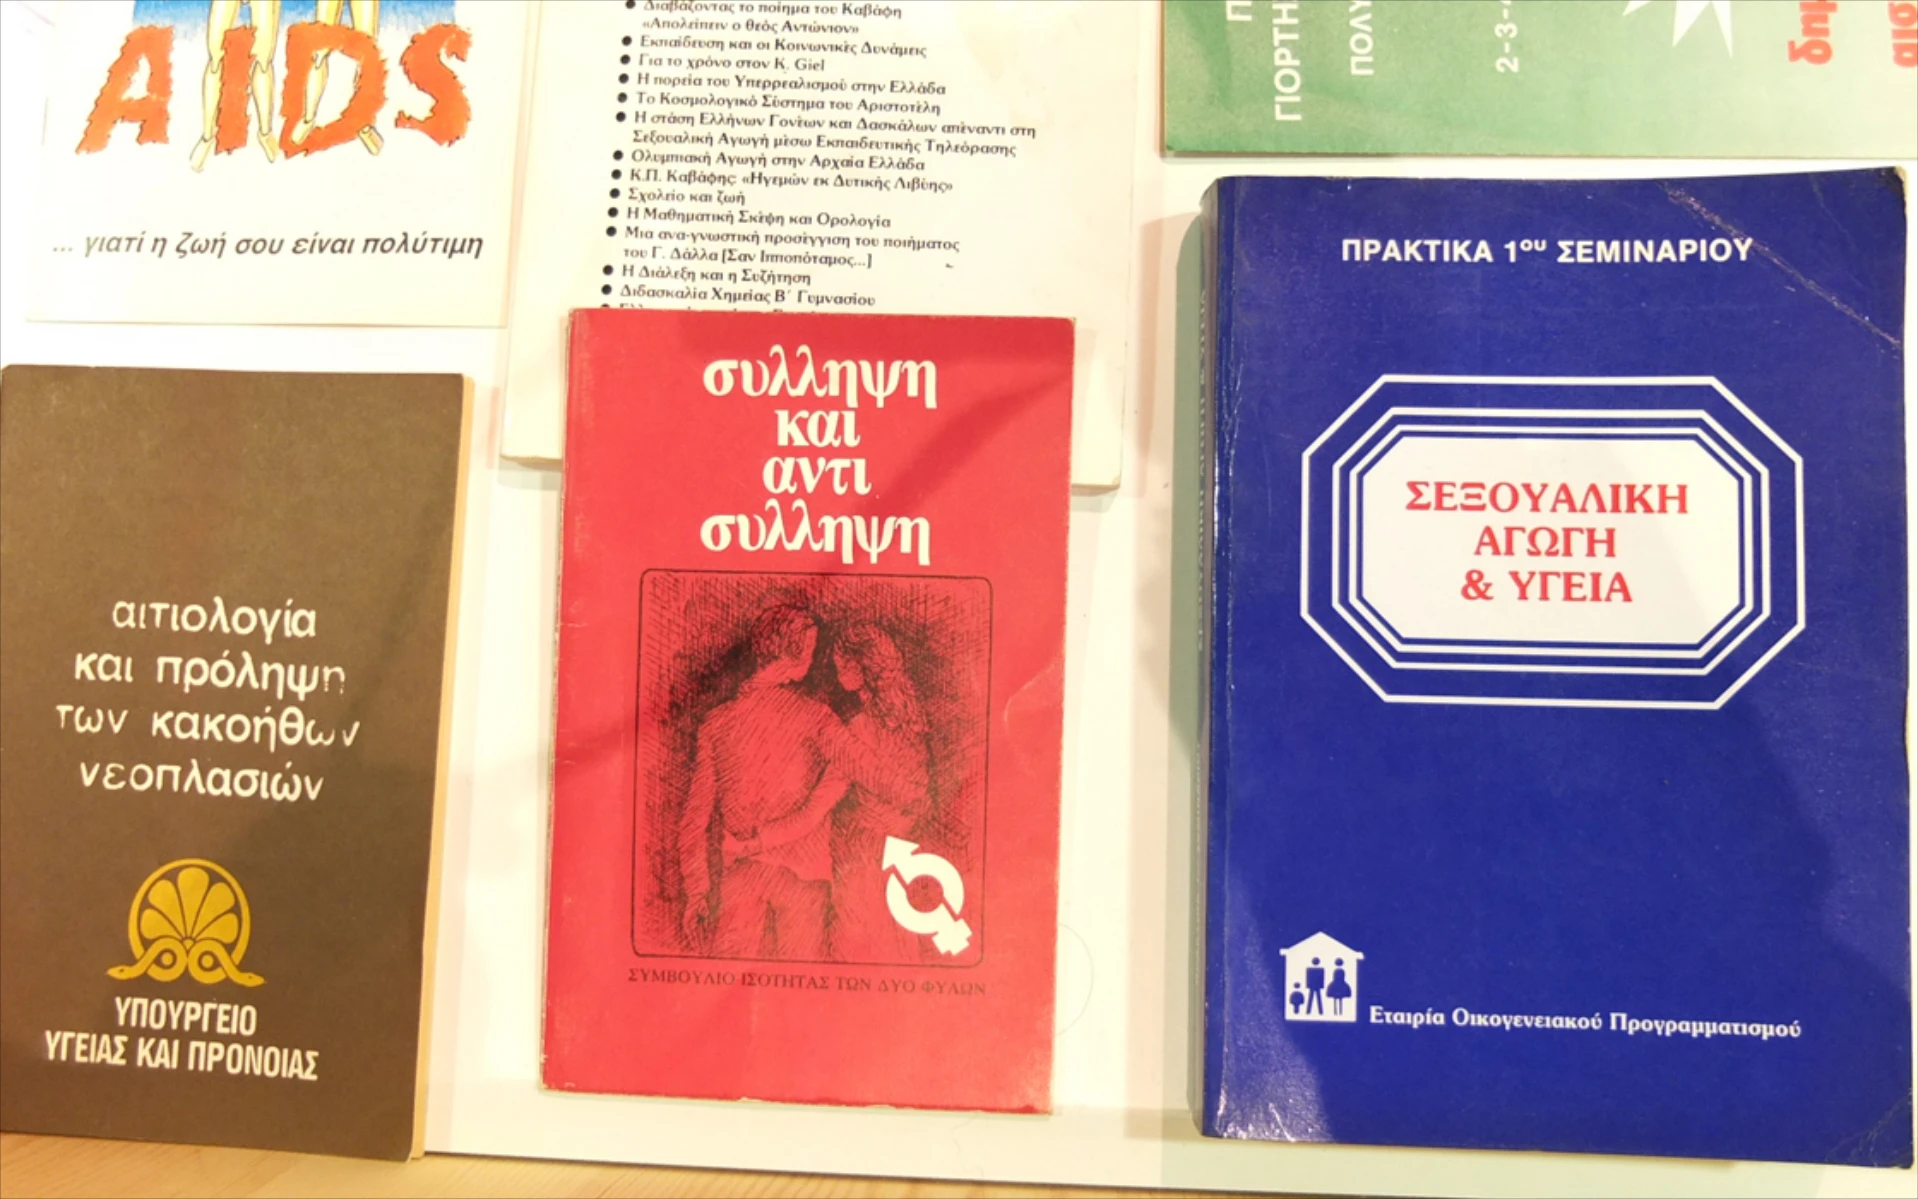 AIDS
... γιατί η ζωή σου είναι πολύτιμη
Διαβάζοντας το ποίημα του Καβάφη
«Απολείπειν ο θεός Αντώνιον»
● Εκπαίδευση και οι Κοινωνικές Δυνάμεις
● Για το χρόνο στον K. Giel
● Η πορεία του Υπερρεαλισμού στην Ελλάδα
● Το Κοσμολογικό Σύστημα του Αριστοτέλη
● Η στάση Ελλήνων Γονέων και Δασκάλων απέναντι στη
Σεξουαλική Αγωγή μέσω Εκπαιδευτικής Τηλεόρασης
● Ολυμπιακή Αγωγή στην Αρχαία Ελλάδα
● Κ.Π. Καβάφης: «Ηγεμών εκ Δυτικής Λιβύης»
● Σχολείο και ζωή
● Η Μαθηματική Σκέψη και Ορολογία
● Μια ανα-γνωστική προσέγγιση του ποιήματος
του Γ. Δάλλα [Σαν Ιπποπόταμος...]
● Η Διάλεξη και η Συζήτηση
● Διδασκαλία Χημείας Β΄ Γυμνασίου
ΓΙΟΡΤΗ
ΠΟΛΥ
2-3-
δημ
αισ
αιτιολογία
και πρόληψη
των κακοήθων
νεοπλασιών
ΥΠΟΥΡΓΕΙΟ
ΥΓΕΙΑΣ ΚΑΙ ΠΡΟΝΟΙΑΣ
συλληψη
και
αντι
συλληψη
ΣΥΜΒΟΥΛΙΟ ΙΣΟΤΗΤΑΣ ΤΩΝ ΔΥΟ ΦΥΛΩΝ
ΠΡΑΚΤΙΚΑ 1ου ΣΕΜΙΝΑΡΙΟΥ
ΣΕΞΟΥΑΛΙΚΗ
ΑΓΩΓΗ
& ΥΓΕΙΑ
Εταιρία Οικογενειακού Προγραμματισμού